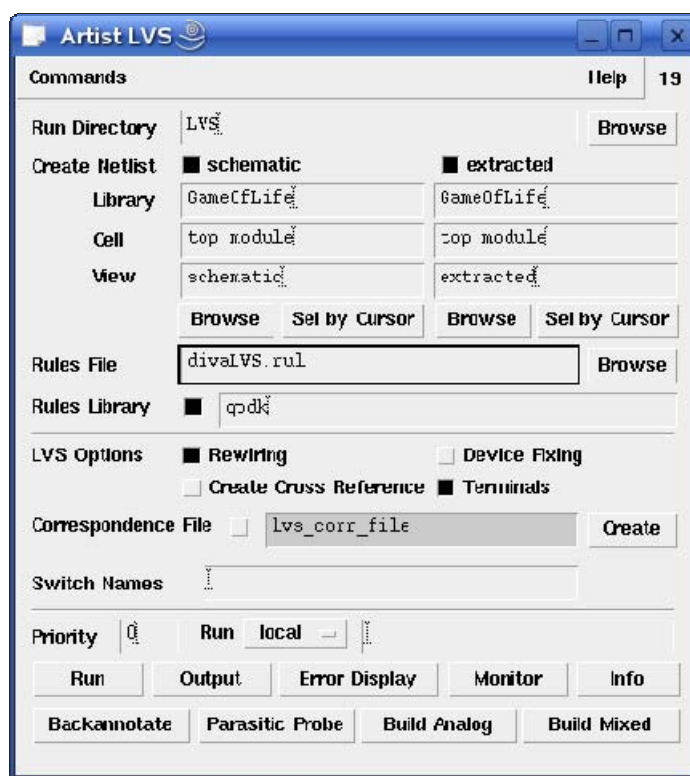 Artist LVS
Commands Help 19
Run Directory LVS Browse
Create Netlist schematic extracted
Library GameOfLife GameOfLife
Cell top module top module
View schematic extracted
Browse Sel by Cursor Browse Sel by Cursor
Rules File divaLVS.rul Browse
Rules Library
LVS Options Rewiring Device Fixing
Create Cross Reference Terminals
Correspondence File lvs_corr_file Create
Switch Names
Priority 0 Run local
Run Output Error Display Monitor Info
Backannotate Parasitic Probe Build Analog Build Mixed